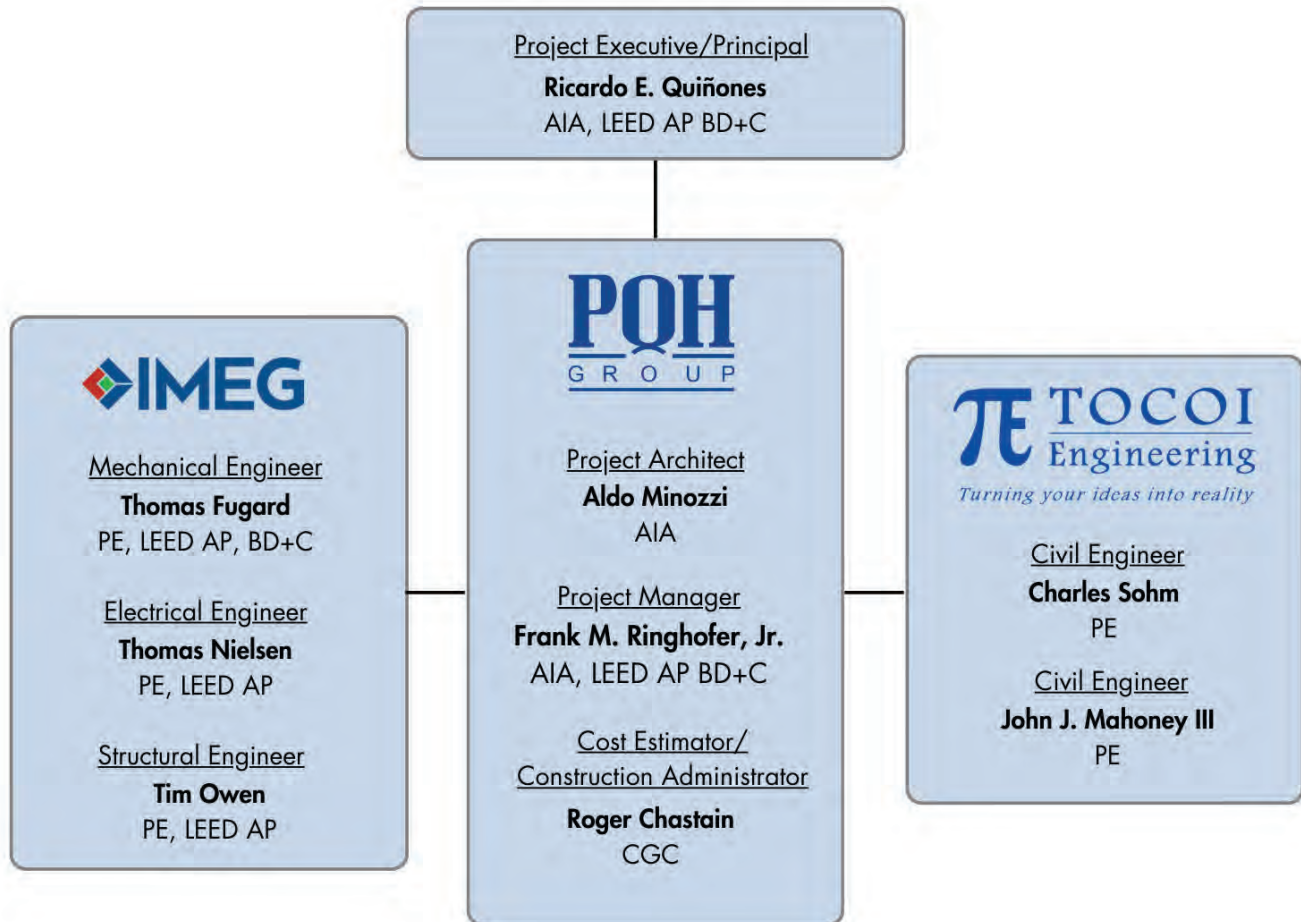 Project Executive/Principal
Ricardo E. Quiñones
AIA, LEED AP BD+C
IMEG
Mechanical Engineer
Thomas Fugard
PE, LEED AP, BD+C
Electrical Engineer
Thomas Nielsen
PE, LEED AP
Structural Engineer
Tim Owen
PE, LEED AP
PQH
GROUP
Project Architect
Aldo Minozzi
AIA
Project Manager
Frank M. Ringhofer, Jr.
AIA, LEED AP BD+C
Cost Estimator/
Construction Administrator
Roger Chastain
CGC
TE TOCOI
Engineering
Turning your ideas into reality
Civil Engineer
Charles Sohm
PE
Civil Engineer
John J. Mahoney III
PE